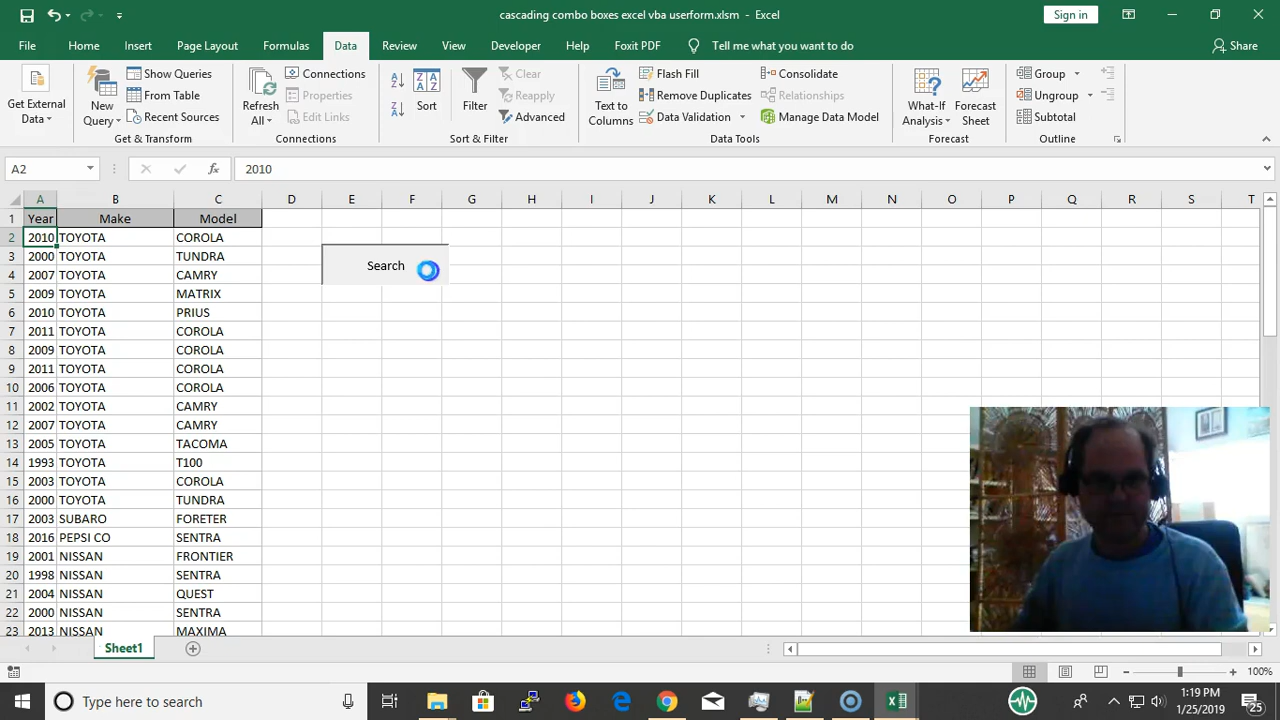 cascading combo boxes excel vba userform.xlsm - Excel
Sign in
File Home Insert Page Layout Formulas Data Review View Developer Help Foxit PDF Tell me what you want to do Share
Get External Data
New Query
Show Queries
From Table
Recent Sources
Get & Transform
Refresh All
Connections
Properties
Edit Links
Connections
Sort
Filter
Clear
Reapply
Advanced
Sort & Filter
Text to Columns
Flash Fill
Remove Duplicates
Data Validation
Consolidate
Relationships
Manage Data Model
Data Tools
What-If Analysis
Forecast Sheet
Forecast
Group
Ungroup
Subtotal
Outline
A2 fx 2010
A B C D E F G H I J K L M N O P Q R S T
1 Year Make Model
2 2010 TOYOTA COROLA
3 2000 TOYOTA TUNDRA
Search
4 2007 TOYOTA CAMRY
5 2009 TOYOTA MATRIX
6 2010 TOYOTA PRIUS
7 2011 TOYOTA COROLA
8 2009 TOYOTA COROLA
9 2011 TOYOTA COROLA
10 2006 TOYOTA COROLA
11 2002 TOYOTA CAMRY
12 2007 TOYOTA CAMRY
13 2005 TOYOTA TACOMA
14 1993 TOYOTA T100
15 2003 TOYOTA COROLA
16 2000 TOYOTA TUNDRA
17 2003 SUBARO FORETER
18 2016 PEPSI CO SENTRA
19 2001 NISSAN FRONTIER
20 1998 NISSAN SENTRA
21 2004 NISSAN QUEST
22 2000 NISSAN SENTRA
23 2013 NISSAN MAXIMA
Sheet1
100%
Type here to search
1:19 PM
1/25/2019
25